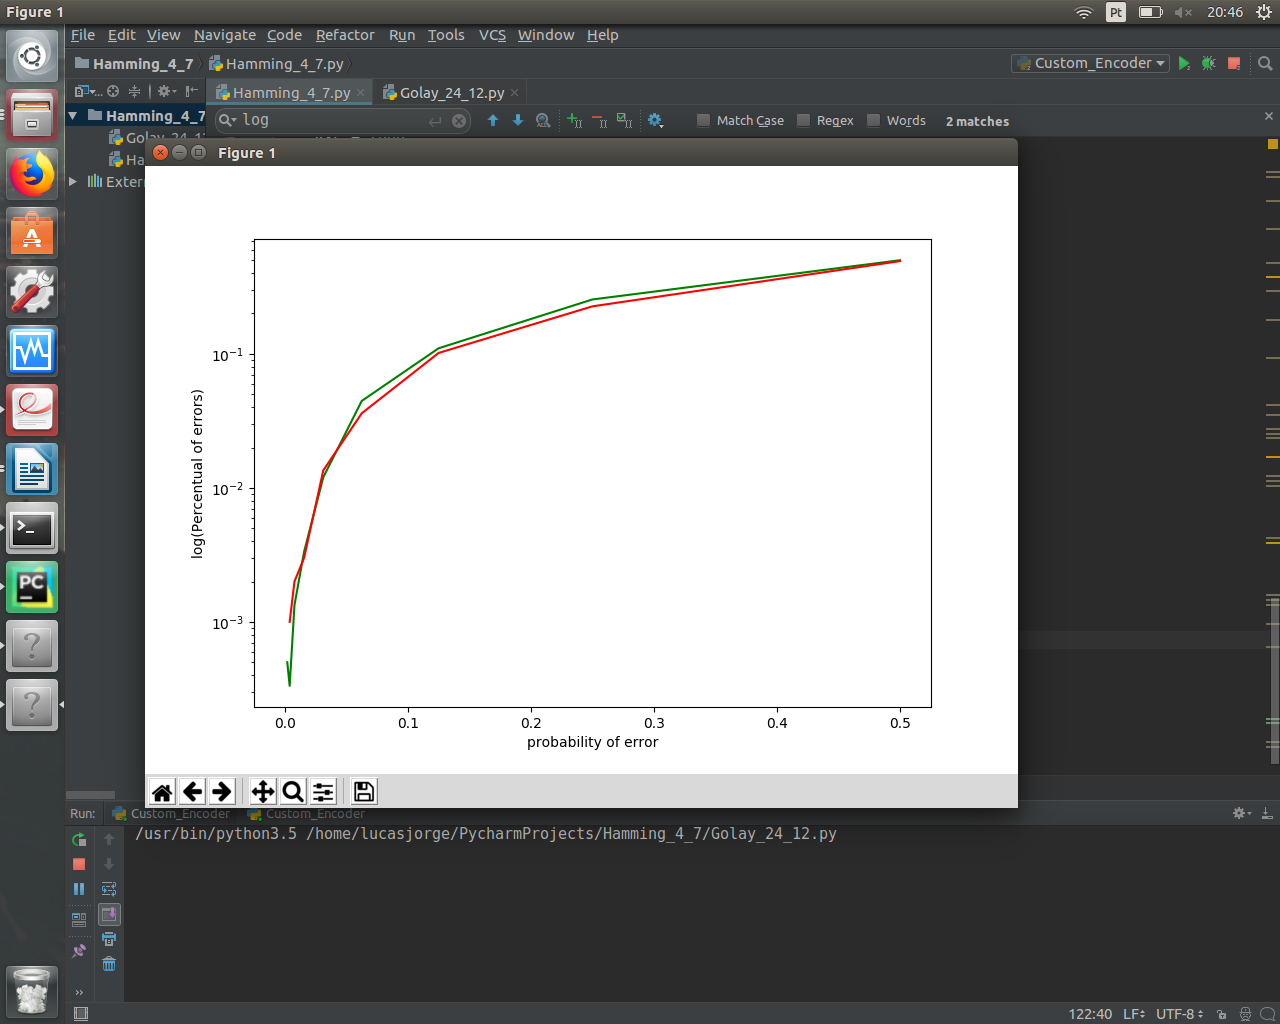 Figure 1
Pt
20:46
File Edit View Navigate Code Refactor Run Tools VCS Window Help
Hamming_4_7
Hamming_4_7.py
Custom_Encoder
Hamming_4_7.py
Golay_24_12.py
Hamming_4_7
log
Match Case
Regex
Words
2 matches
Ha
Extern
Figure 1
log(Percentual of errors)
10⁻¹
10⁻²
10⁻³
0.0 0.1 0.2 0.3 0.4 0.5
probability of error
PC
Run:
Custom_Encoder
Custom_Encoder
/usr/bin/python3.5 /home/lucasjorge/PycharmProjects/Hamming_4_7/Golay_24_12.py
122:40
LF
UTF-8